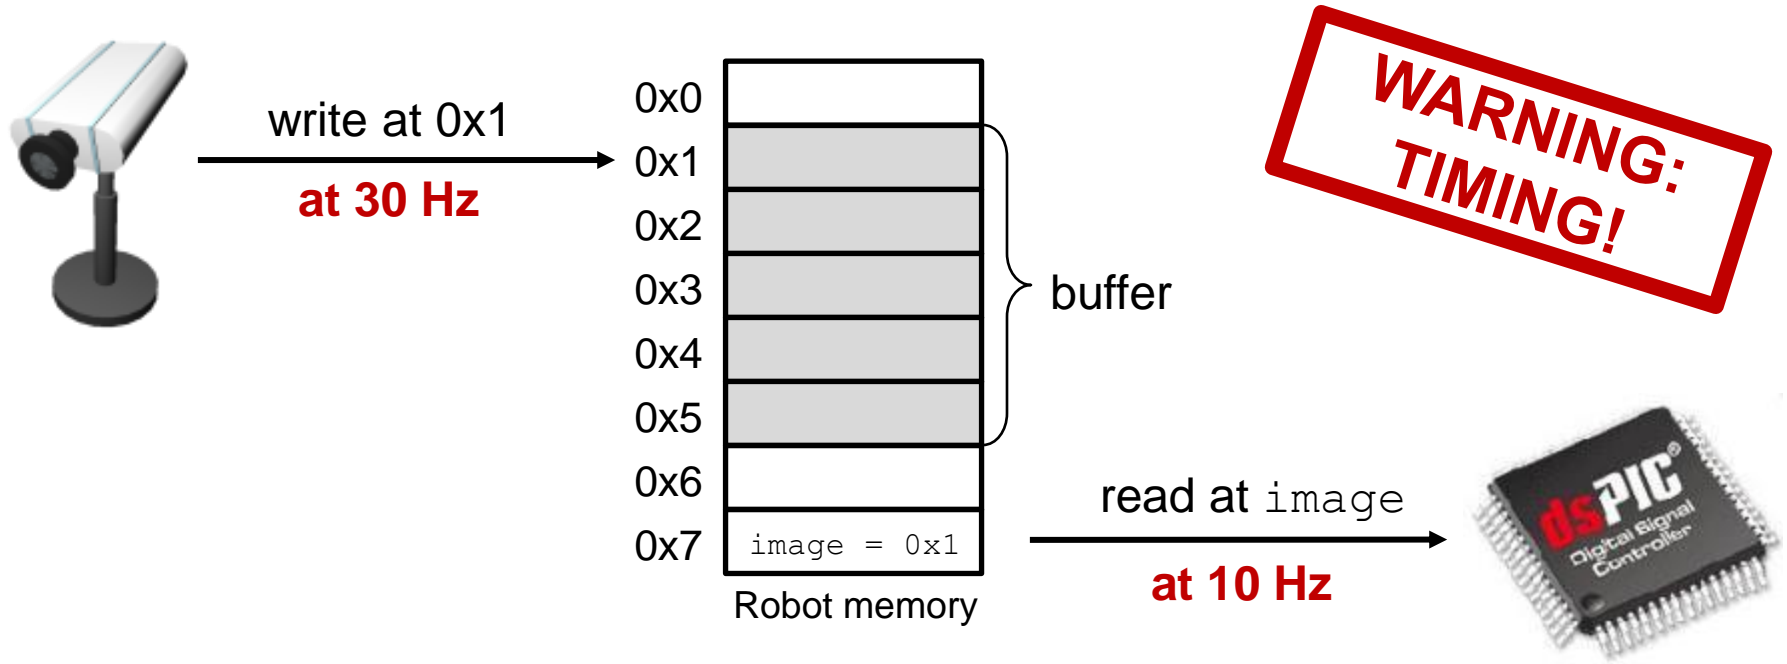 write at 0x1
at 30 Hz
0x0
0x1
0x2
0x3
0x4
0x5
0x6
0x7
image = 0x1
Robot memory
buffer
WARNING:
TIMING!
read at image
at 10 Hz
dsPIC®
Digital Signal
Controller